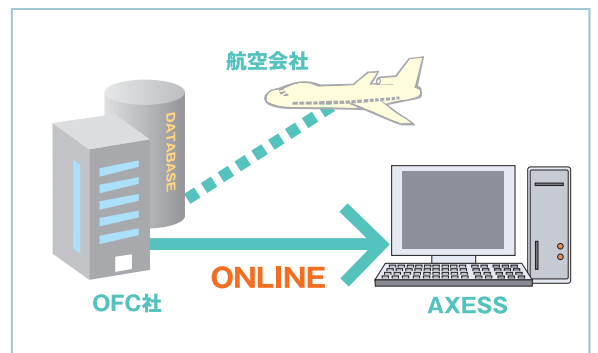 航空会社
DATABASE
ONLINE
OFC社
AXESS